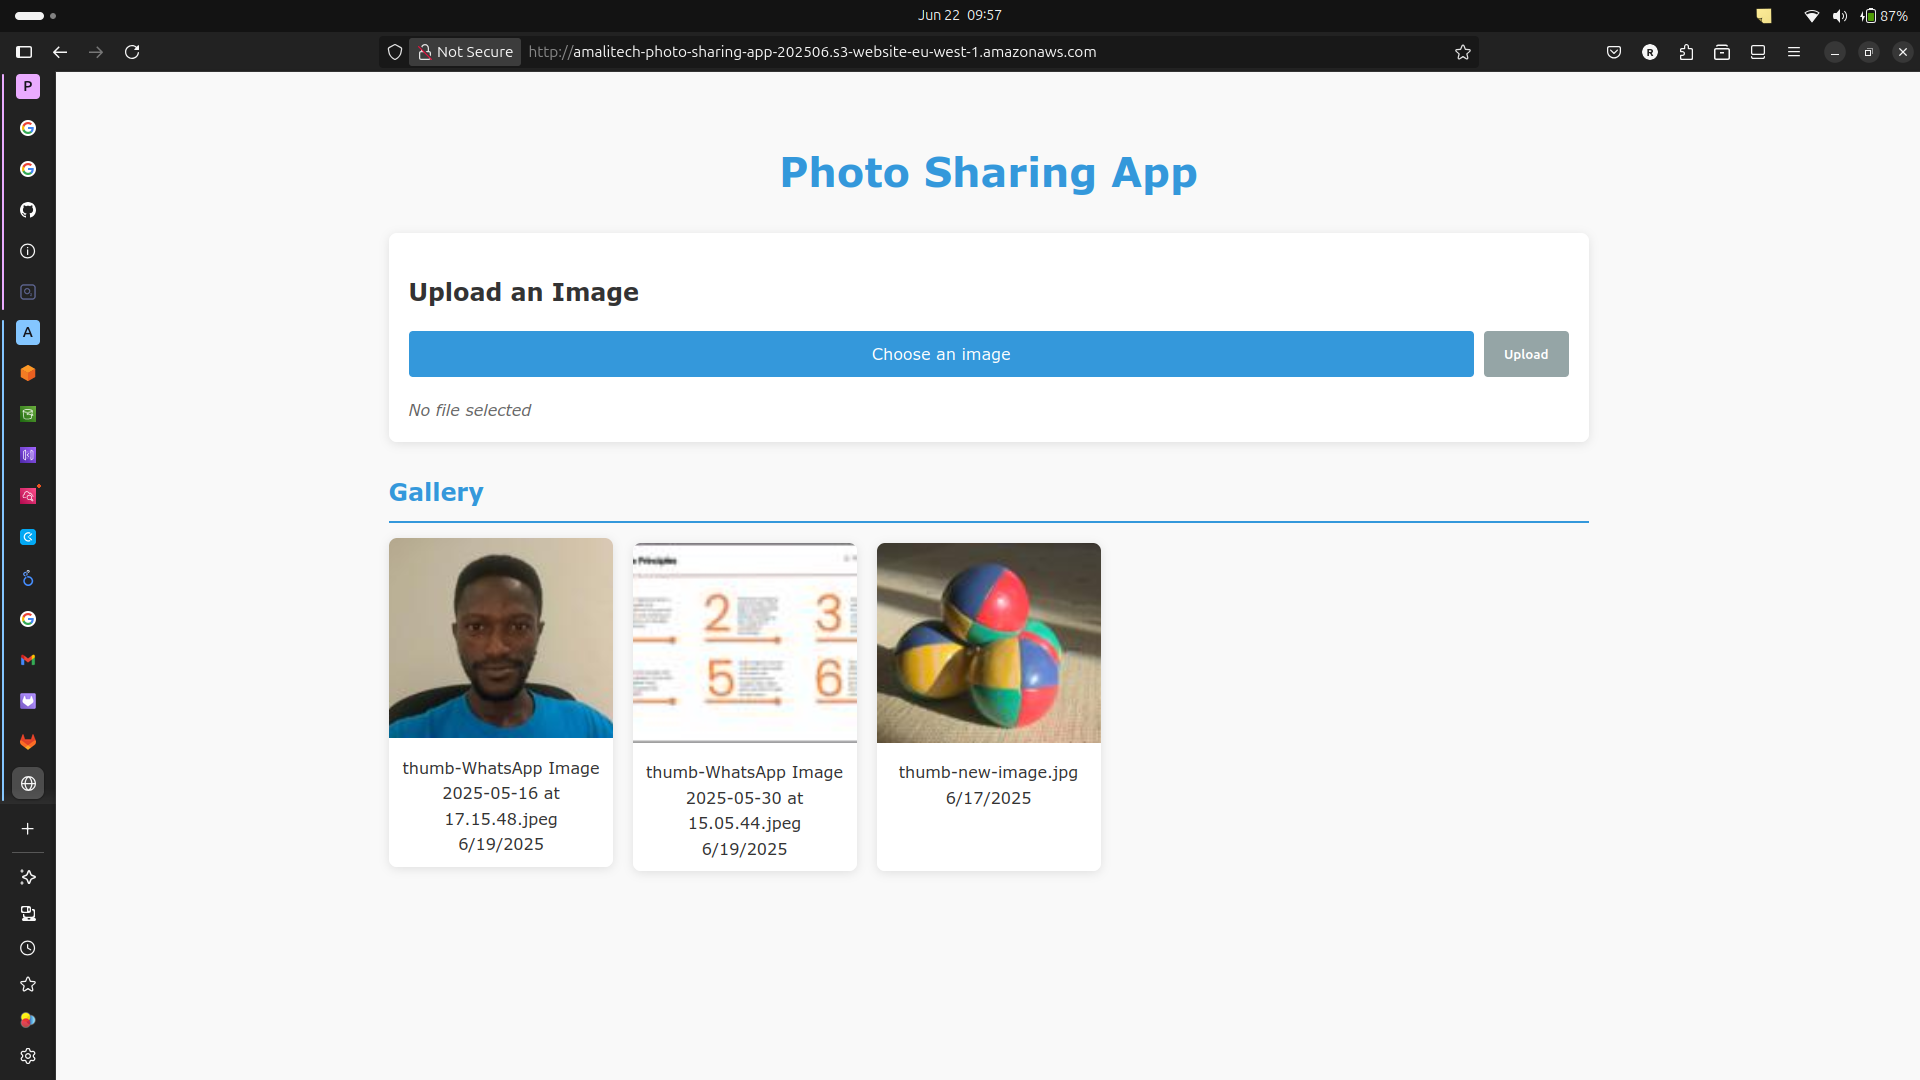 Jun 22 09:57
87%
Not Secure
http://amalitech-photo-sharing-app-202506.s3-website-eu-west-1.amazonaws.com
R
P
A
Photo Sharing App
Upload an Image
Choose an image
Upload
No file selected
Gallery
Principles
2
3
5
6
thumb-WhatsApp Image
2025-05-16 at
17.15.48.jpeg
6/19/2025
thumb-WhatsApp Image
2025-05-30 at
15.05.44.jpeg
6/19/2025
thumb-new-image.jpg
6/17/2025